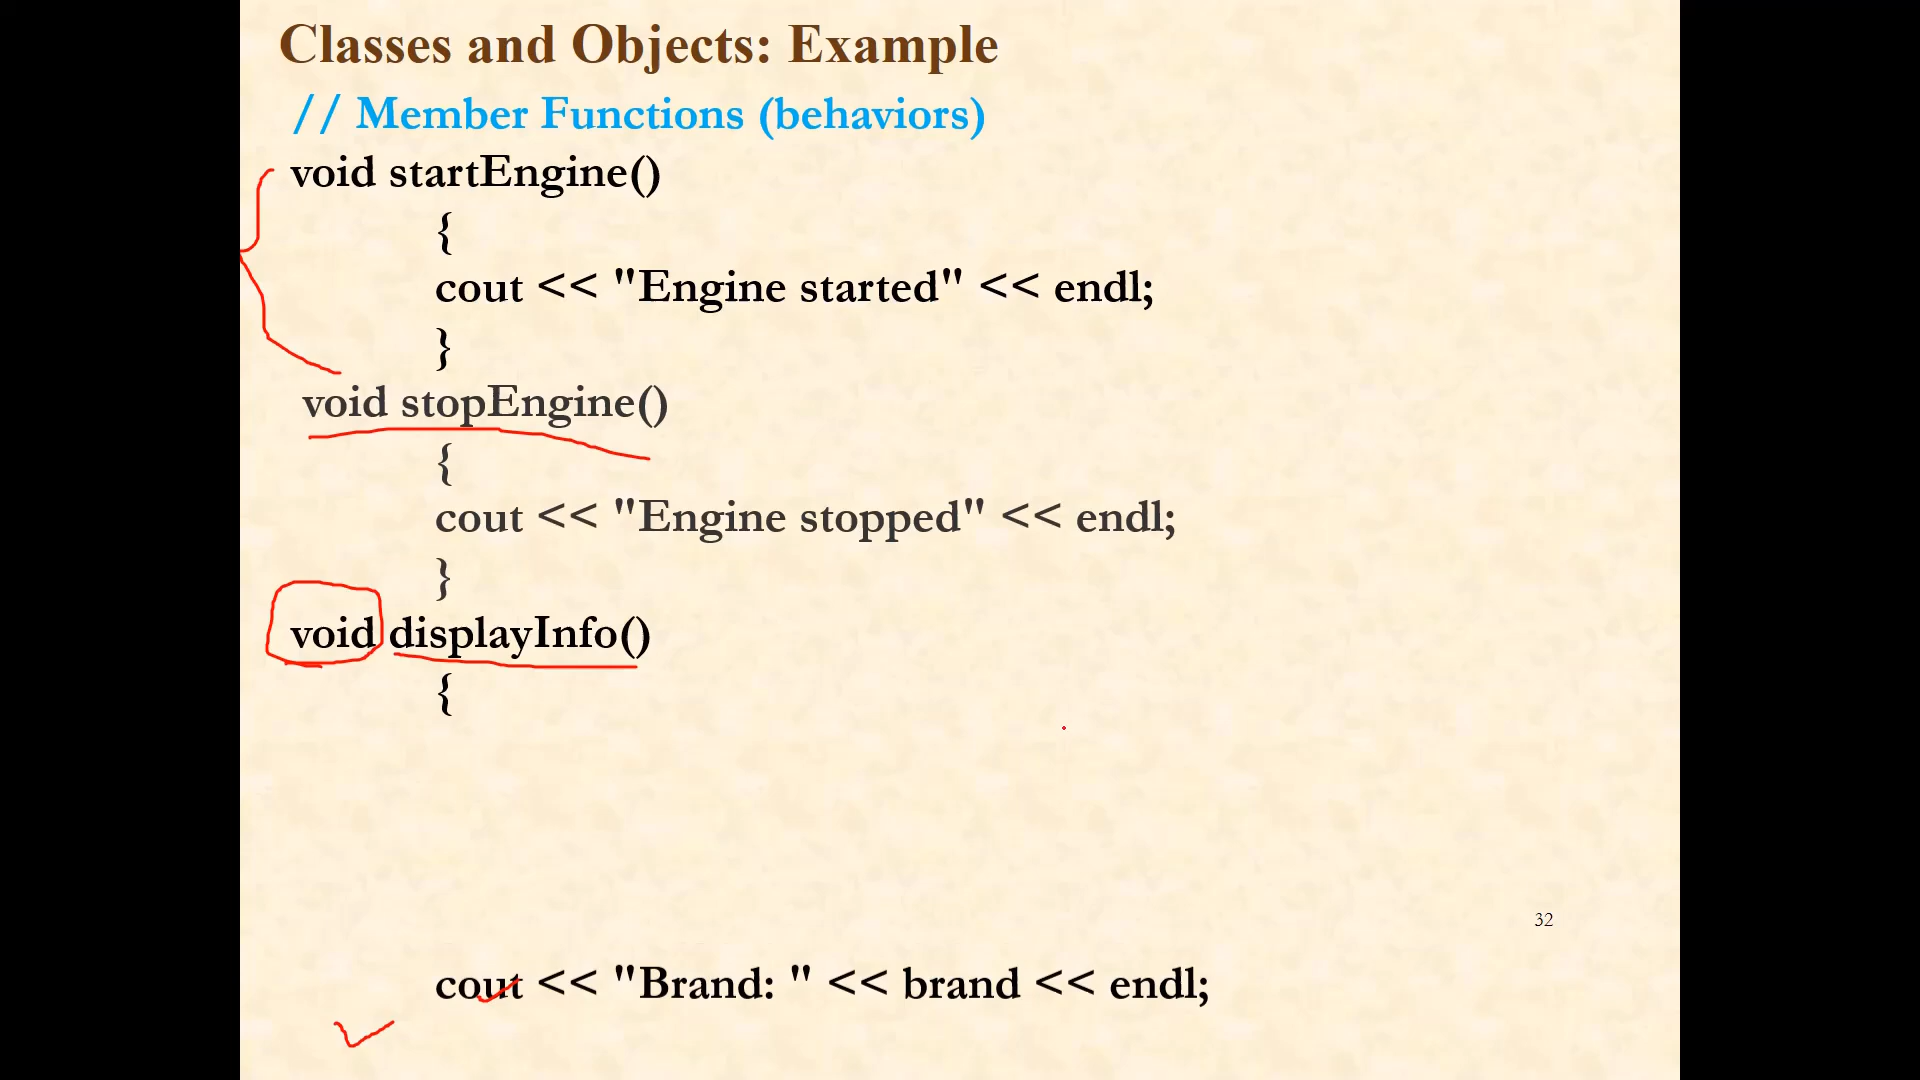 Classes and Objects: Example
// Member Functions (behaviors)
void startEngine()
{
cout << "Engine started" << endl;
}
void stopEngine()
{
cout << "Engine stopped" << endl;
}
void displayInfo()
{
32
cout << "Brand: " << brand << endl;